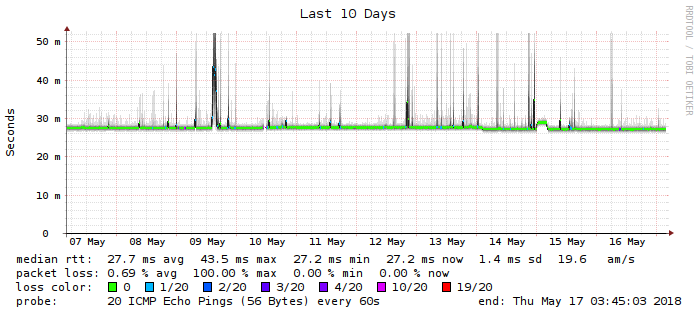 Last 10 Days
RRDTOOL / TOBI OETIKER
Seconds
50 m
40 m
30 m
20 m
10 m
0
07 May 08 May 09 May 10 May 11 May 12 May 13 May 14 May 15 May 16 May
median rtt: 27.7 ms avg 43.5 ms max 27.2 ms min 27.2 ms now 1.4 ms sd 19.6 am/s
packet loss: 0.69 % avg 100.00 % max 0.00 % min 0.00 % now
loss color: 0 1/20 2/20 3/20 4/20 10/20 19/20
probe: 20 ICMP Echo Pings (56 Bytes) every 60s end: Thu May 17 03:45:03 2018